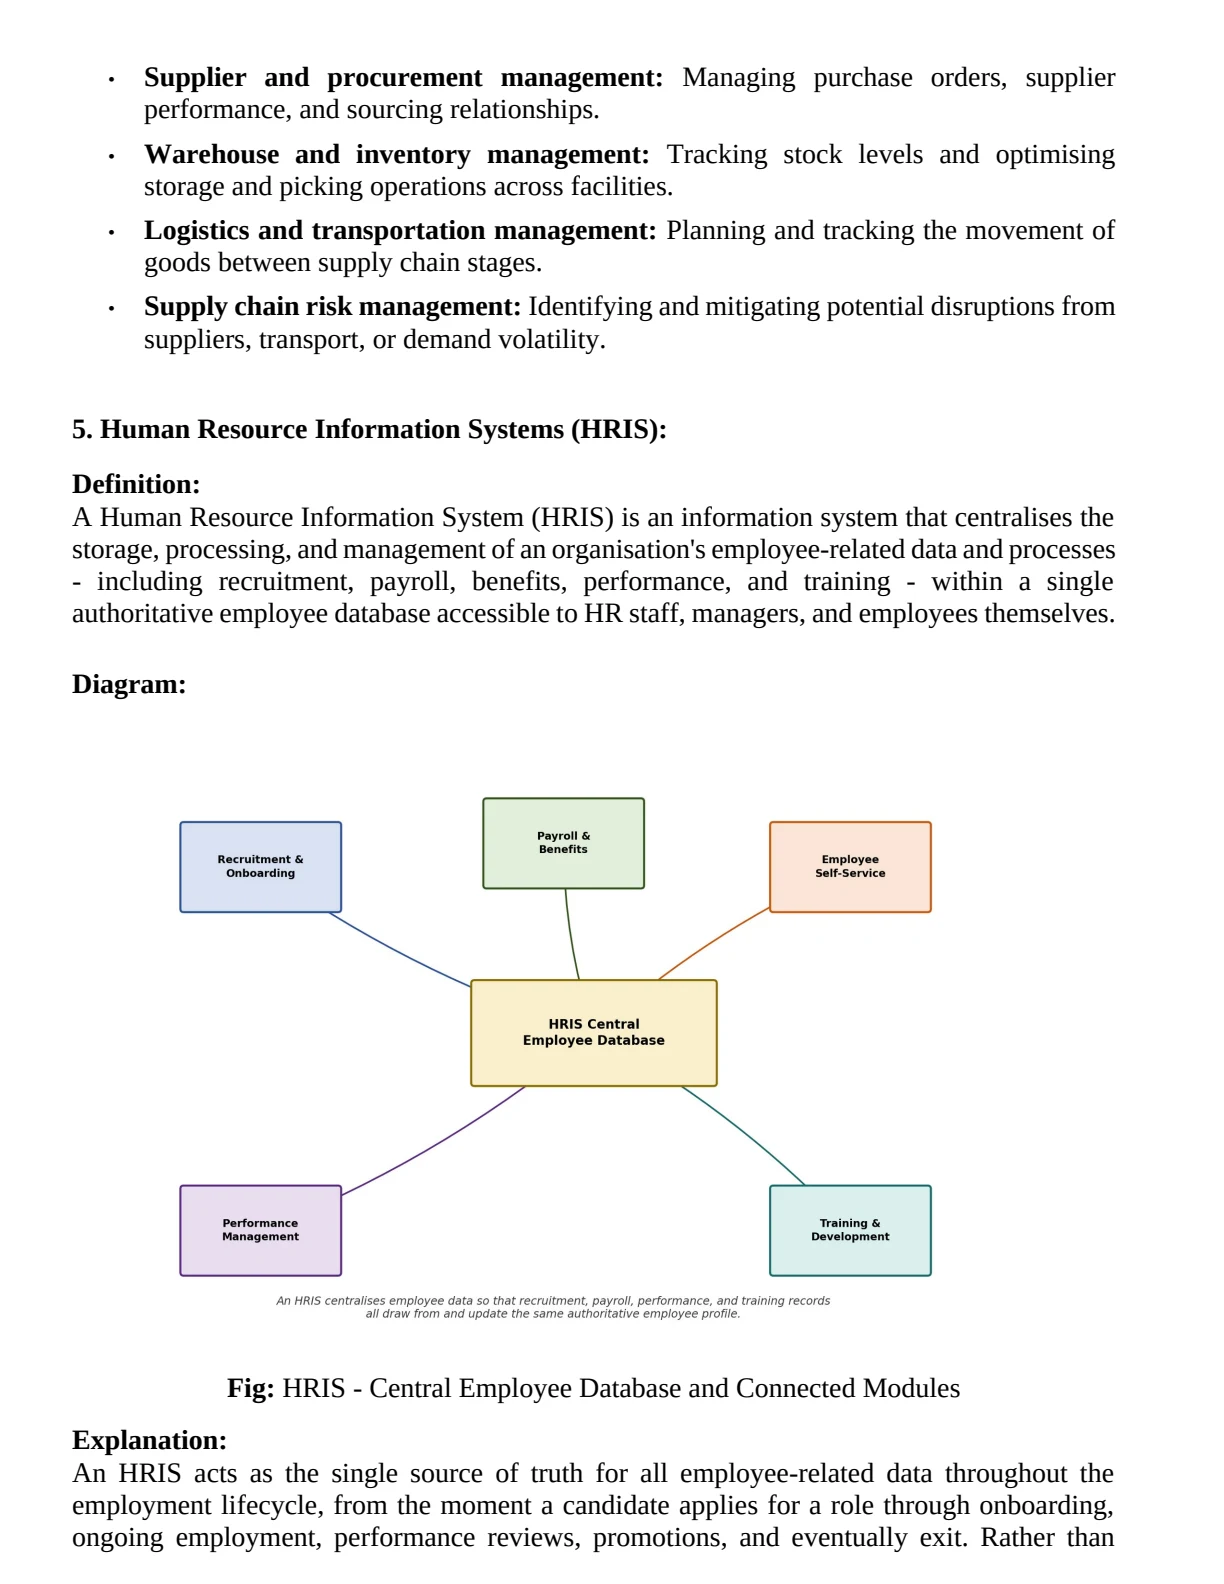 • Supplier and procurement management: Managing purchase orders, supplier
performance, and sourcing relationships.
• Warehouse and inventory management: Tracking stock levels and optimising
storage and picking operations across facilities.
• Logistics and transportation management: Planning and tracking the movement of
goods between supply chain stages.
• Supply chain risk management: Identifying and mitigating potential disruptions from
suppliers, transport, or demand volatility.
5. Human Resource Information Systems (HRIS):
Definition:
A Human Resource Information System (HRIS) is an information system that centralises the
storage, processing, and management of an organisation's employee-related data and processes
- including recruitment, payroll, benefits, performance, and training - within a single
authoritative employee database accessible to HR staff, managers, and employees themselves.
Diagram:
Payroll &
Benefits
Recruitment &
Onboarding
Employee
Self-Service
HRIS Central
Employee Database
Performance
Management
Training &
Development
An HRIS centralises employee data so that recruitment, payroll, performance, and training records
all draw from and update the same authoritative employee profile.
Fig: HRIS - Central Employee Database and Connected Modules
Explanation:
An HRIS acts as the single source of truth for all employee-related data throughout the
employment lifecycle, from the moment a candidate applies for a role through onboarding,
ongoing employment, performance reviews, promotions, and eventually exit. Rather than